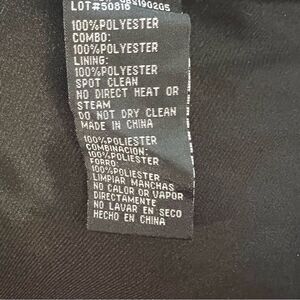 LOT#50816
100%POLYESTER
COMBO:
100%POLYESTER
LINING:
100%POLYESTER
SPOT CLEAN
NO DIRECT HEAT OR
STEAM
DO NOT DRY CLEAN
MADE IN CHINA
100%POLIESTER
COMBINACION:
100%POLIESTER
FORRO:
100%POLIESTER
LIMPIAR MANCHAS
NO CALOR O VAPOR
DIRECTAMENTE
NO LAVAR EN SECO
HECHO EN CHINA